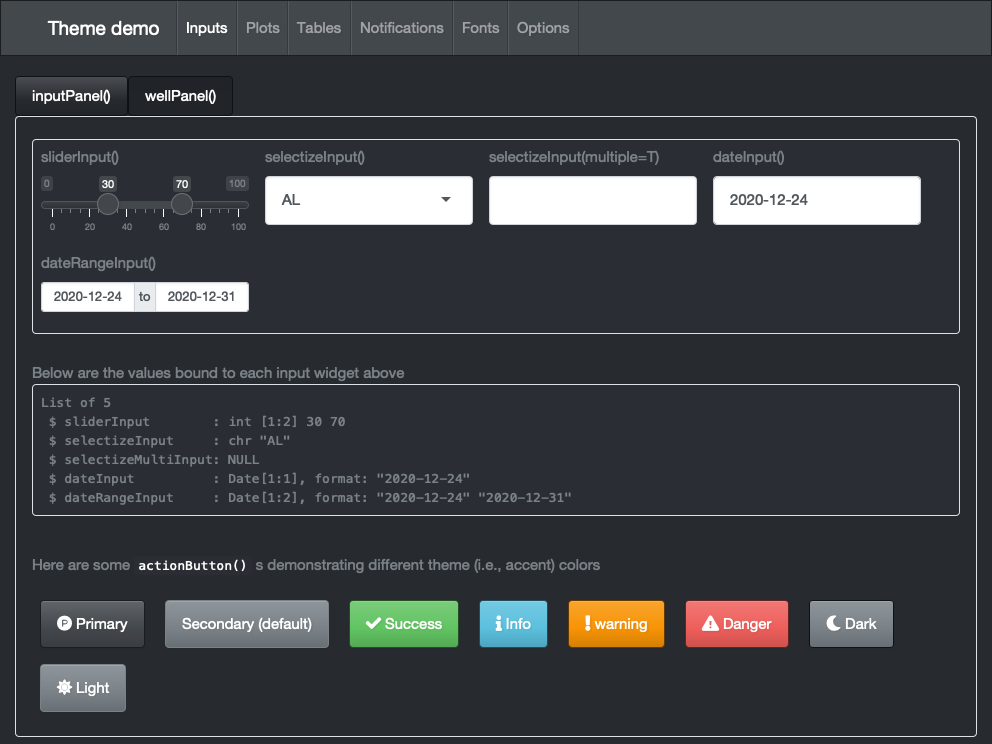 Theme demo Inputs Plots Tables Notifications Fonts Options
inputPanel() wellPanel()
sliderInput() selectizeInput() selectizeInput(multiple=T) dateInput()
0 30 70 100
AL 2020-12-24
0 20 40 60 80 100
dateRangeInput()
2020-12-24 to 2020-12-31
Below are the values bound to each input widget above
List of 5
 $ sliderInput        : int [1:2] 30 70
 $ selectizeInput     : chr "AL"
 $ selectizeMultiInput: NULL
 $ dateInput          : Date[1:1], format: "2020-12-24"
 $ dateRangeInput     : Date[1:2], format: "2020-12-24" "2020-12-31"
Here are some actionButton() s demonstrating different theme (i.e., accent) colors
P Primary Secondary (default) Success Info warning Danger Dark
Light